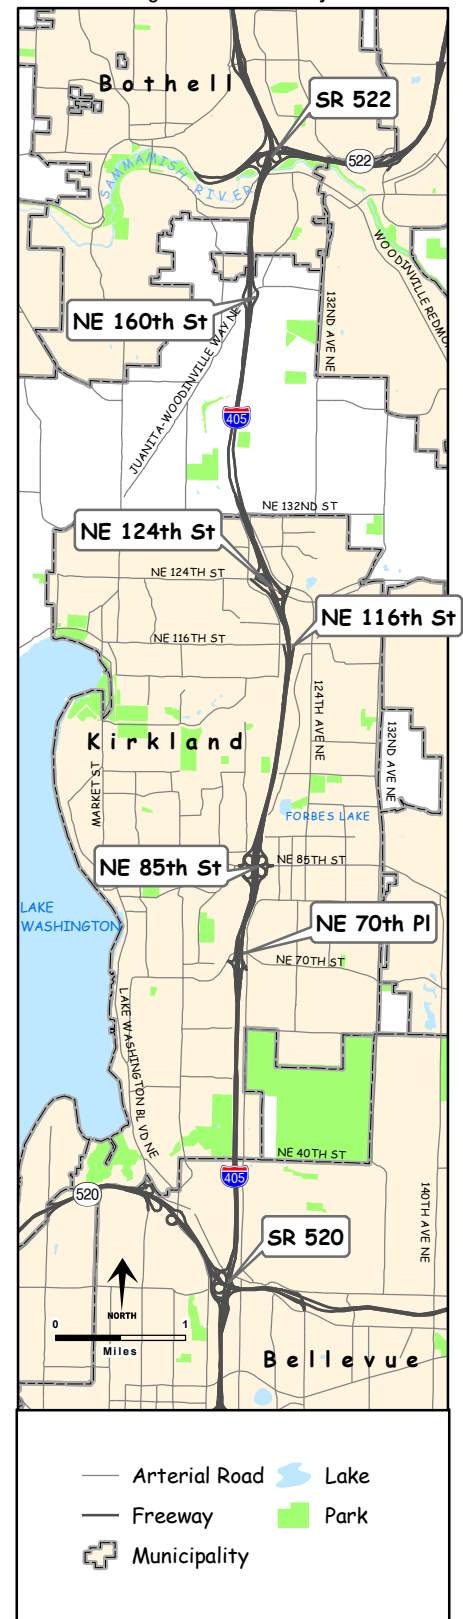 Bothell
SR 522
522
SAMMAMISH
RIVER
WOODINVILLE REDMO
132ND AVE NE
NE 160th St
JUANITA-WOODINVILLE WAY NE
405
NE 132ND ST
NE 124th St
NE 124TH ST
NE 116th St
NE 116TH ST
124TH AVE NE
132ND AVE NE
Kirkland
MARKET ST
FORBES LAKE
NE 85th St
NE 85TH ST
LAKE
WASHINGTON
NE 70th Pl
NE 70TH ST
LAKE WASHINGTON BL VD NE
NE 40TH ST
405
520
140TH AVE NE
SR 520
NORTH
0 1
Miles
Bellevue
Arterial Road
Lake
Freeway
Park
Municipality